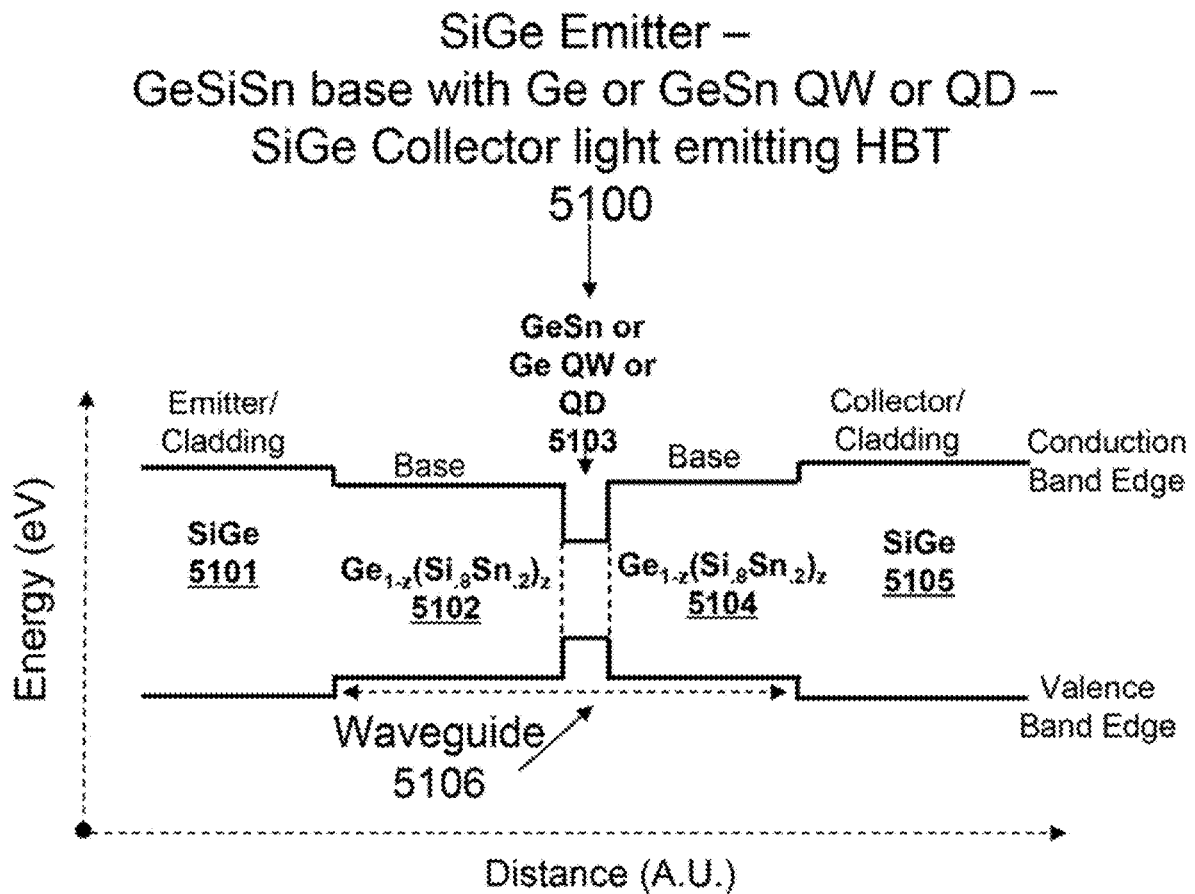 SiGe Emitter –
GeSiSn base with Ge or GeSn QW or QD –
SiGe Collector light emitting HBT
5100
GeSn or
Ge QW or
QD
5103
Emitter/
Cladding
Collector/
Cladding
Conduction
Band Edge
Base
Base
SiGe
5101
Ge1-z(Si.8Sn.2)z
5102
Ge1-z(Si.8Sn.2)z
5104
SiGe
5105
Energy (eV)
Valence
Band Edge
Waveguide
5106
Distance (A.U.)